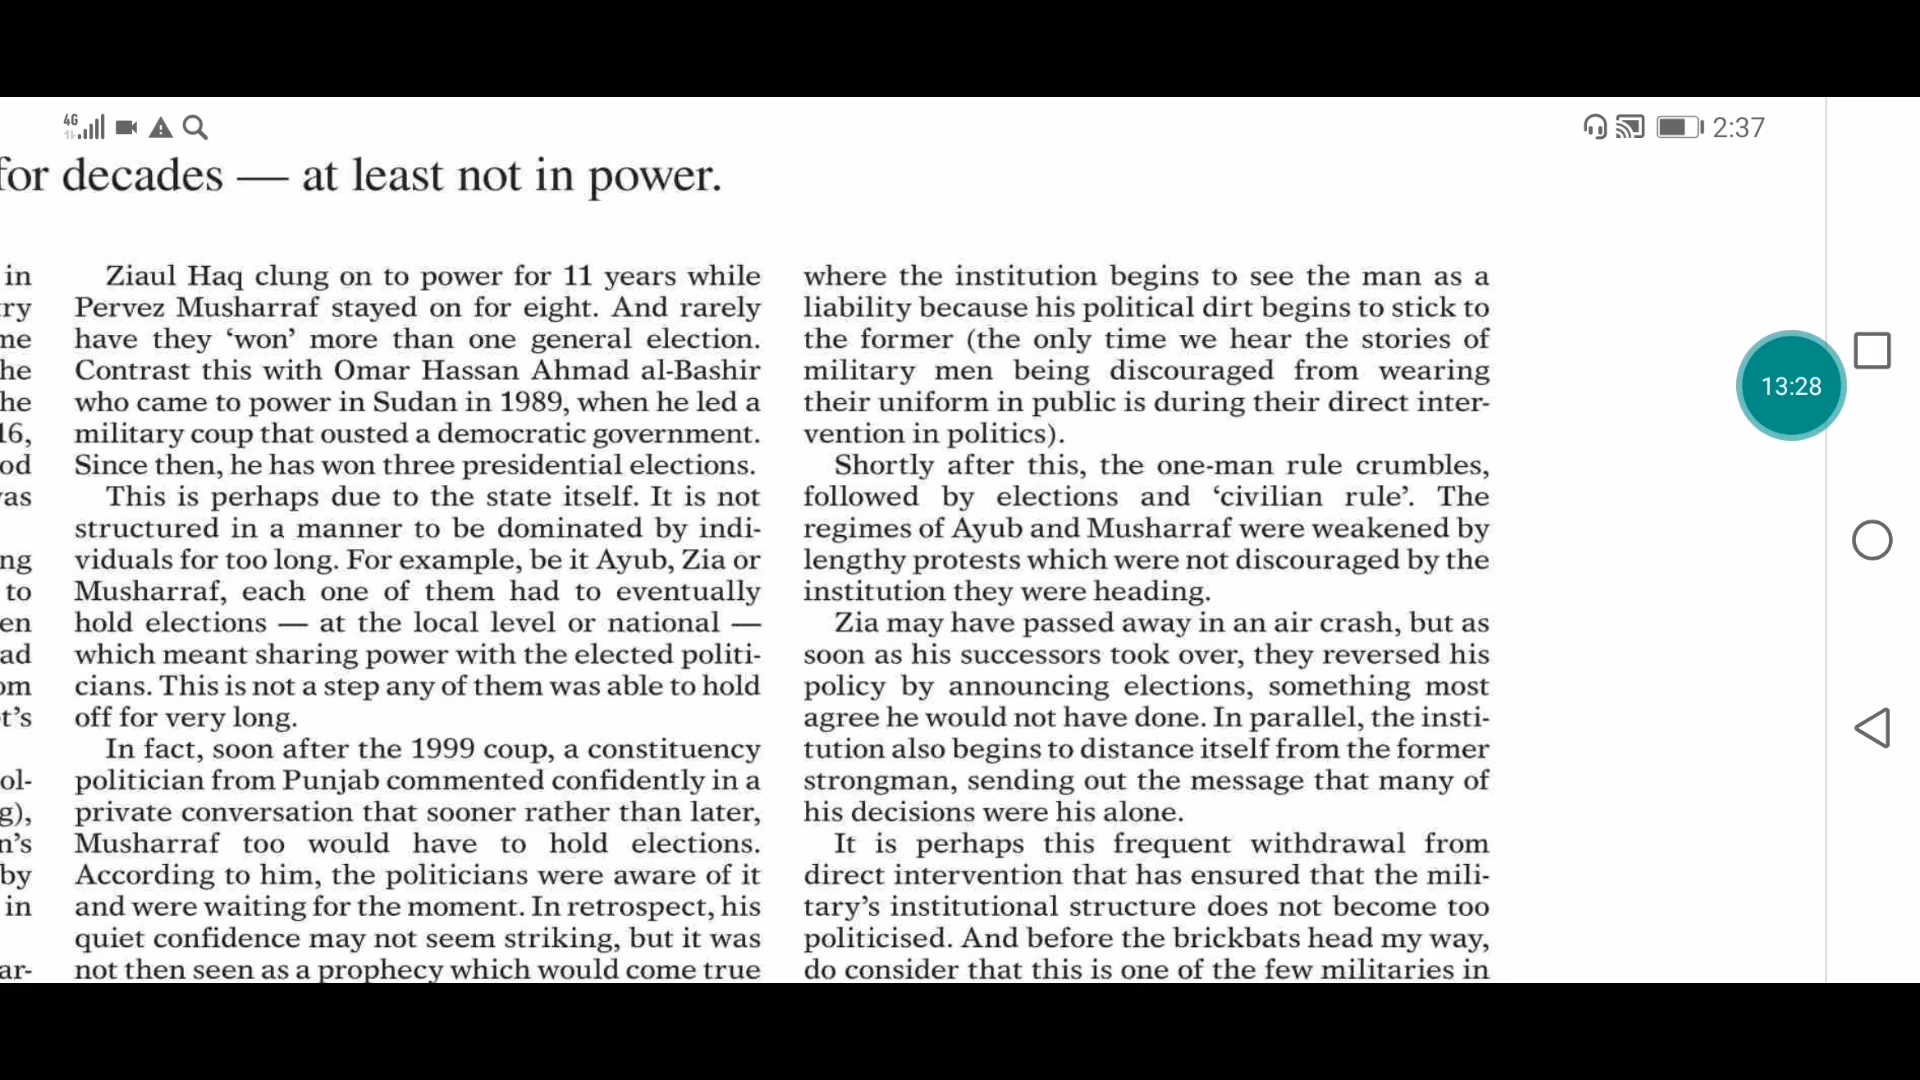 4G
2:37
for decades — at least not in power.
in
he
he
16,
od
as
ng
to
en
ad
om
t's
ol-
g),
n's
by
in
ar-
Ziaul Haq clung on to power for 11 years while
Pervez Musharraf stayed on for eight. And rarely
have they ‘won’ more than one general election.
Contrast this with Omar Hassan Ahmad al-Bashir
who came to power in Sudan in 1989, when he led a
military coup that ousted a democratic government.
Since then, he has won three presidential elections.
This is perhaps due to the state itself. It is not
structured in a manner to be dominated by indi-
viduals for too long. For example, be it Ayub, Zia or
Musharraf, each one of them had to eventually
hold elections — at the local level or national —
which meant sharing power with the elected politi-
cians. This is not a step any of them was able to hold
off for very long.
In fact, soon after the 1999 coup, a constituency
politician from Punjab commented confidently in a
private conversation that sooner rather than later,
Musharraf too would have to hold elections.
According to him, the politicians were aware of it
and were waiting for the moment. In retrospect, his
quiet confidence may not seem striking, but it was
not then seen as a prophecy which would come true
where the institution begins to see the man as a
liability because his political dirt begins to stick to
the former (the only time we hear the stories of
military men being discouraged from wearing
their uniform in public is during their direct inter-
vention in politics).
Shortly after this, the one-man rule crumbles,
followed by elections and ‘civilian rule’. The
regimes of Ayub and Musharraf were weakened by
lengthy protests which were not discouraged by the
institution they were heading.
Zia may have passed away in an air crash, but as
soon as his successors took over, they reversed his
policy by announcing elections, something most
agree he would not have done. In parallel, the insti-
tution also begins to distance itself from the former
strongman, sending out the message that many of
his decisions were his alone.
It is perhaps this frequent withdrawal from
direct intervention that has ensured that the mili-
tary’s institutional structure does not become too
politicised. And before the brickbats head my way,
do consider that this is one of the few militaries in
13:28